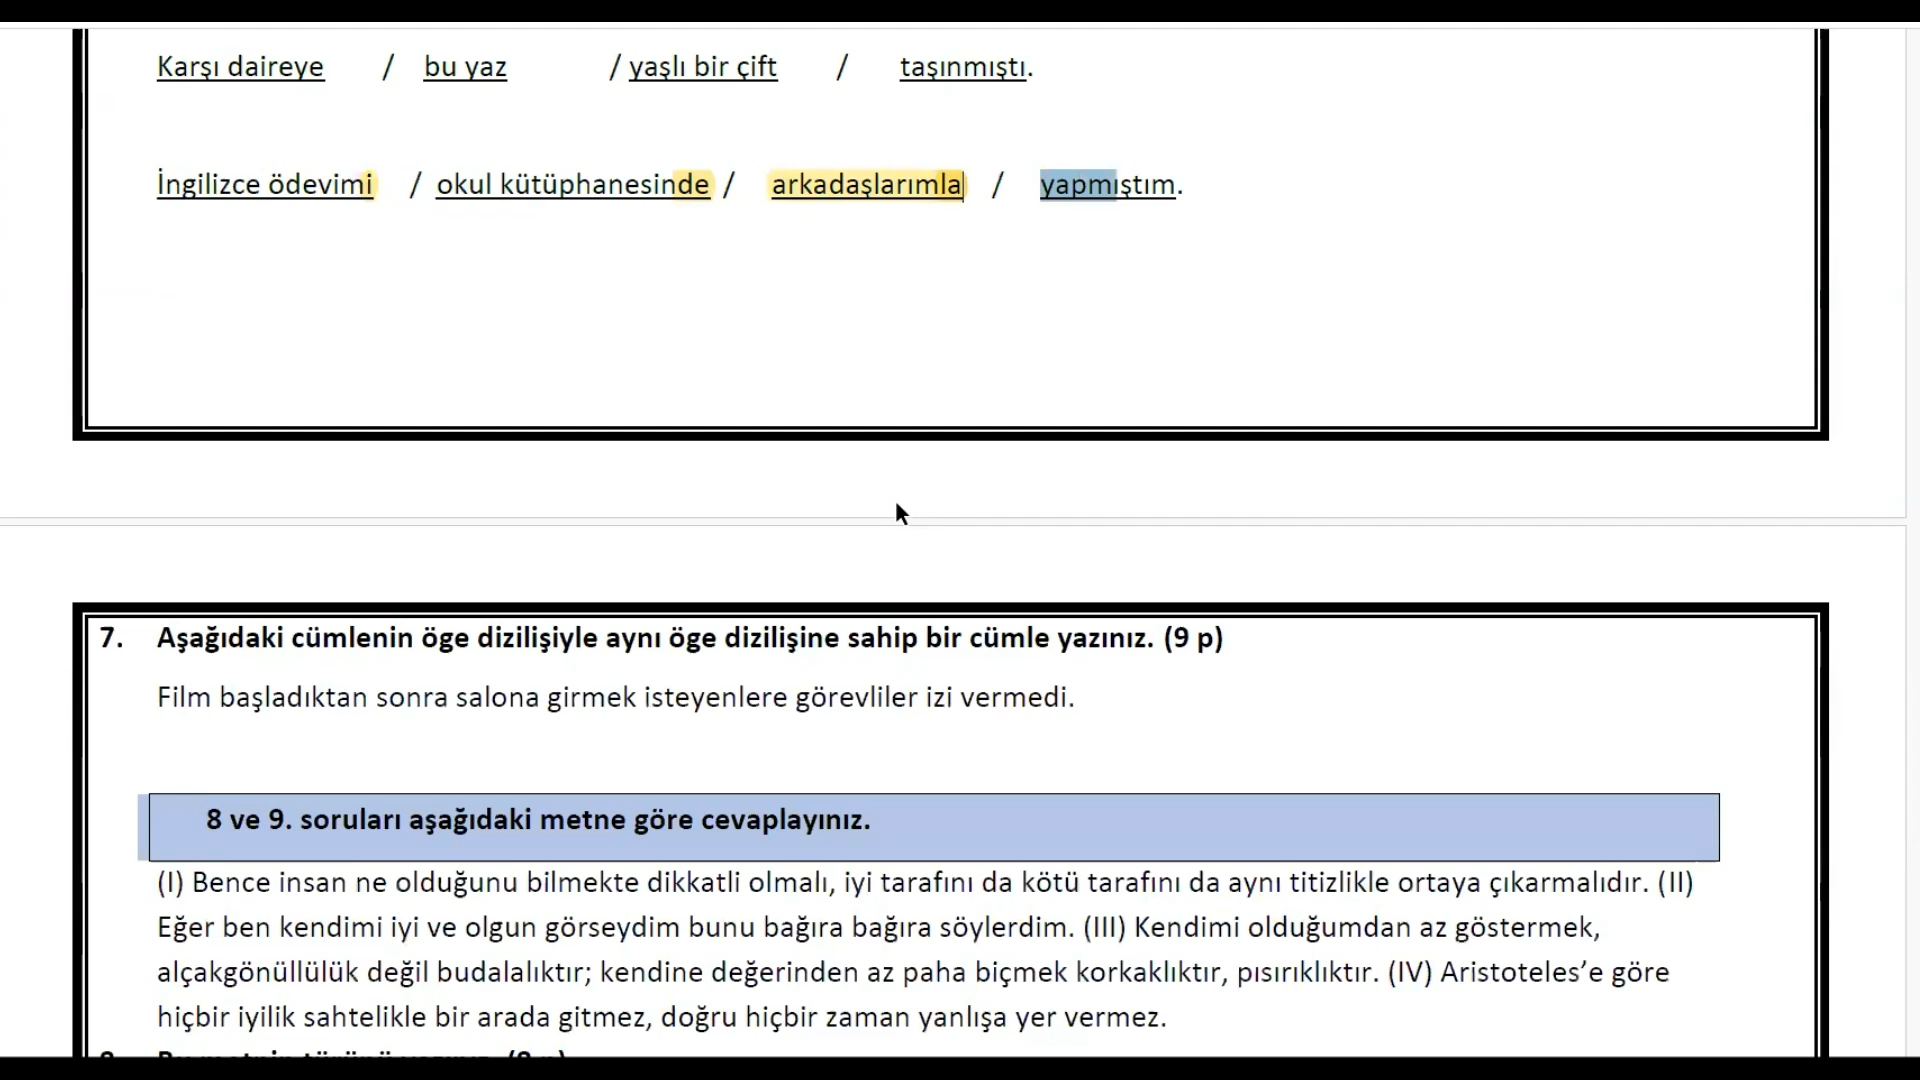 Karşı daireye / bu yaz / yaşlı bir çift / taşınmıştı.
İngilizce ödevimi / okul kütüphanesinde / arkadaşlarımla / yapmıştım.
7. Aşağıdaki cümlenin öge dizilişiyle aynı öge dizilişine sahip bir cümle yazınız. (9 p)
Film başladıktan sonra salona girmek isteyenlere görevliler izi vermedi.
8 ve 9. soruları aşağıdaki metne göre cevaplayınız.
(I) Bence insan ne olduğunu bilmekte dikkatli olmalı, iyi tarafını da kötü tarafını da aynı titizlikle ortaya çıkarmalıdır. (II)
Eğer ben kendimi iyi ve olgun görseydim bunu bağıra bağıra söylerdim. (III) Kendimi olduğumdan az göstermek,
alçakgönüllülük değil budalalıktır; kendine değerinden az paha biçmek korkaklıktır, pısırıklıktır. (IV) Aristoteles’e göre
hiçbir iyilik sahtelikle bir arada gitmez, doğru hiçbir zaman yanlışa yer vermez.